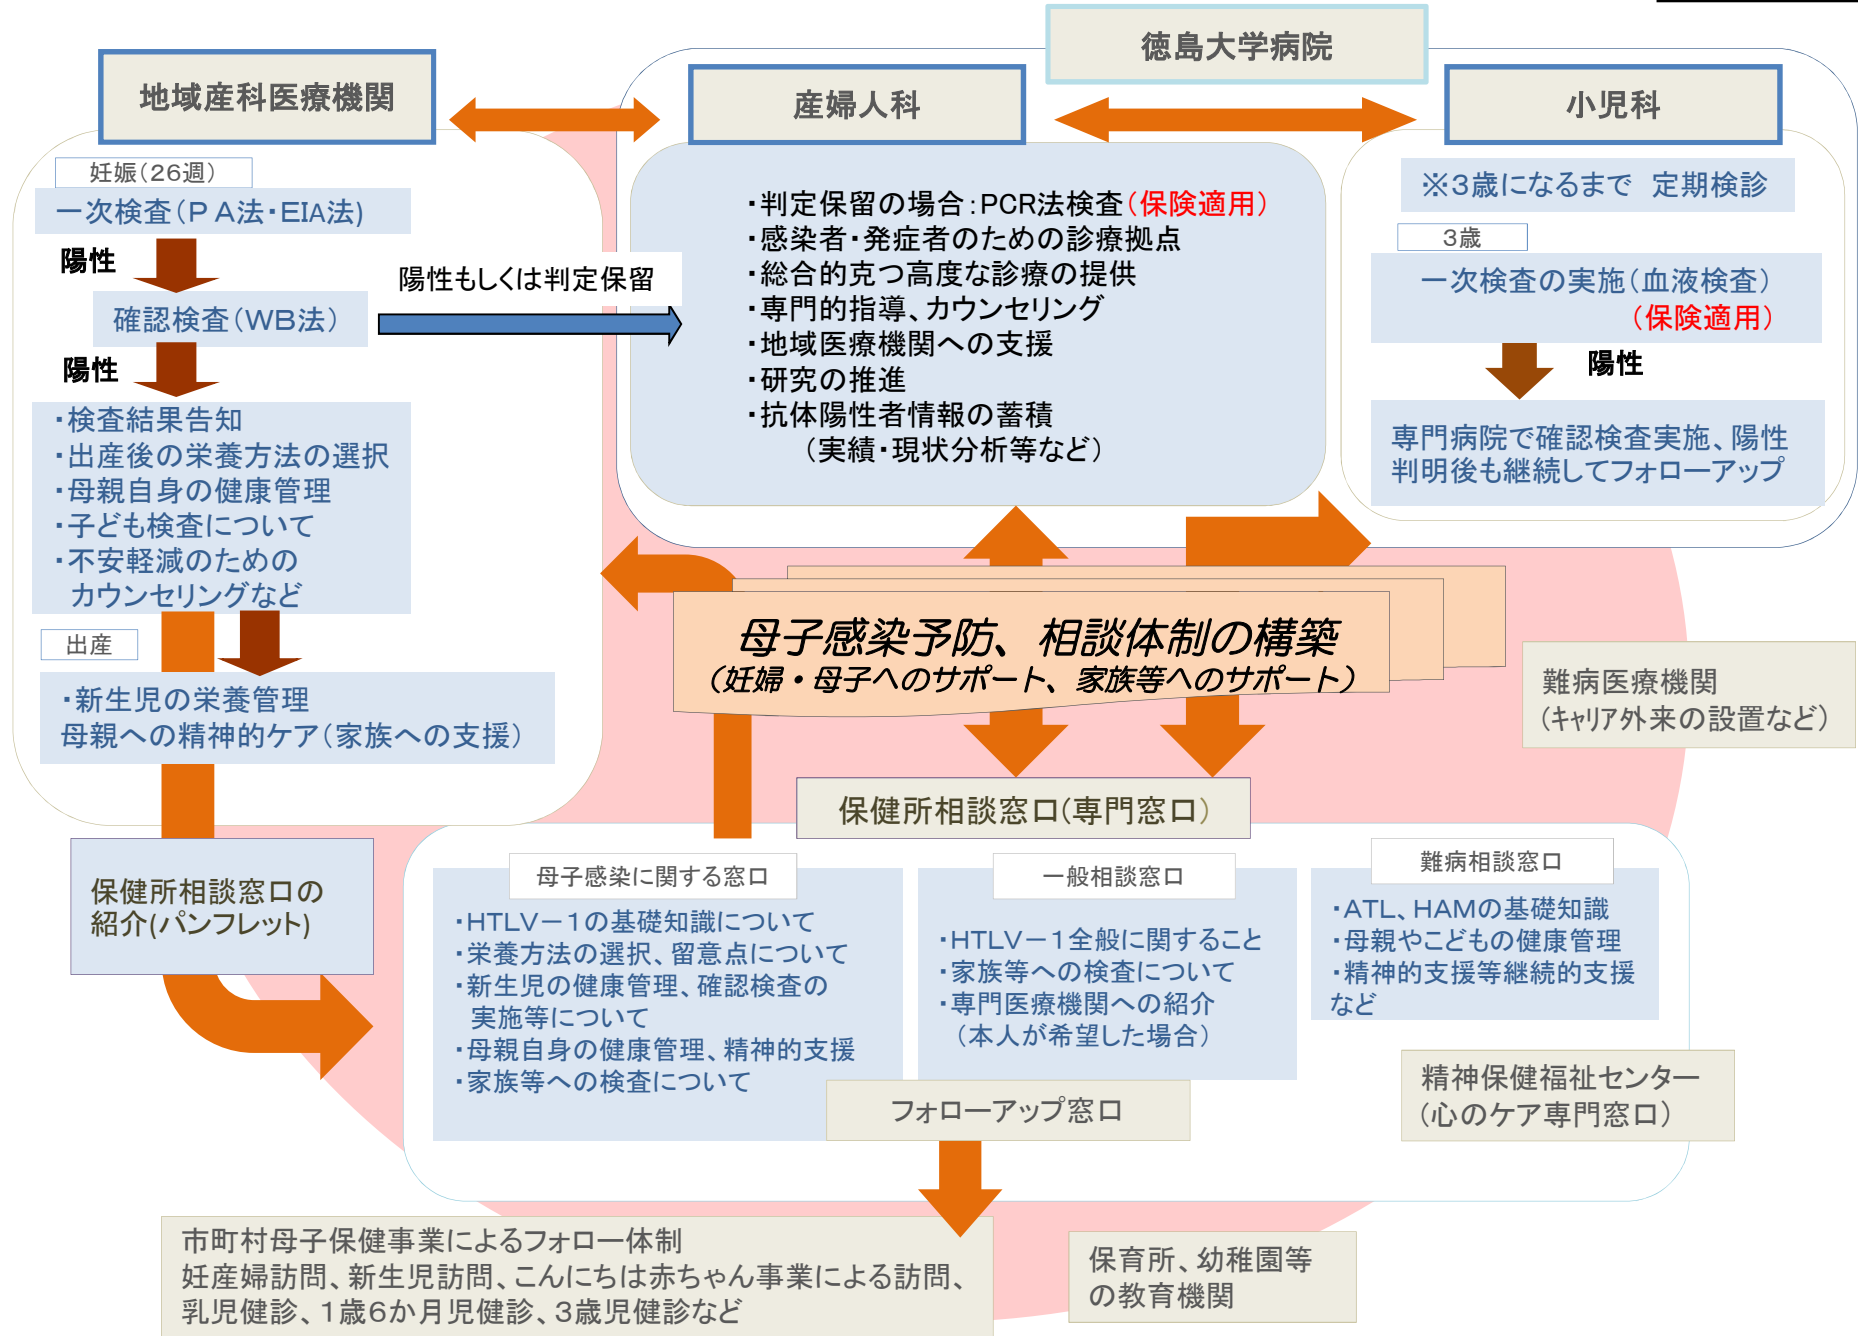 徳島大学病院
地域産科医療機関
妊娠（26週）
一次検査（ＰＡ法・EIA法)
陽性
確認検査（WB法）
陽性
・検査結果告知
・出産後の栄養方法の選択
・母親自身の健康管理
・子ども検査について
・不安軽減のための
カウンセリングなど
出産
・新生児の栄養管理
母親への精神的ケア（家族への支援）
保健所相談窓口の
紹介(パンフレット)
陽性もしくは判定保留
産婦人科
・判定保留の場合：PCR法検査（保険適用）
・感染者・発症者のための診療拠点
・総合的克つ高度な診療の提供
・専門的指導、カウンセリング
・地域医療機関への支援
・研究の推進
・抗体陽性者情報の蓄積
（実績・現状分析等など）
小児科
※３歳になるまで　定期検診
3歳
一次検査の実施（血液検査）
（保険適用）
陽性
専門病院で確認検査実施、陽性
判明後も継続してフォローアップ
母子感染予防、相談体制の構築
（妊婦・母子へのサポート、家族等へのサポート）
難病医療機関
（キャリア外来の設置など）
保健所相談窓口(専門窓口）
母子感染に関する窓口
・HTLV－１の基礎知識について
・栄養方法の選択、留意点について
・新生児の健康管理、確認検査の
実施等について
・母親自身の健康管理、精神的支援
・家族等への検査について
一般相談窓口
・HTLV－１全般に関すること
・家族等への検査について
・専門医療機関への紹介
（本人が希望した場合）
難病相談窓口
・ATL、HAMの基礎知識
・母親やこどもの健康管理
・精神的支援等継続的支援
など
フォローアップ窓口
精神保健福祉センター
（心のケア専門窓口）
市町村母子保健事業によるフォロー体制
妊産婦訪問、新生児訪問、こんにちは赤ちゃん事業による訪問、
乳児健診、１歳６か月児健診、３歳児健診など
保育所、幼稚園等
の教育機関